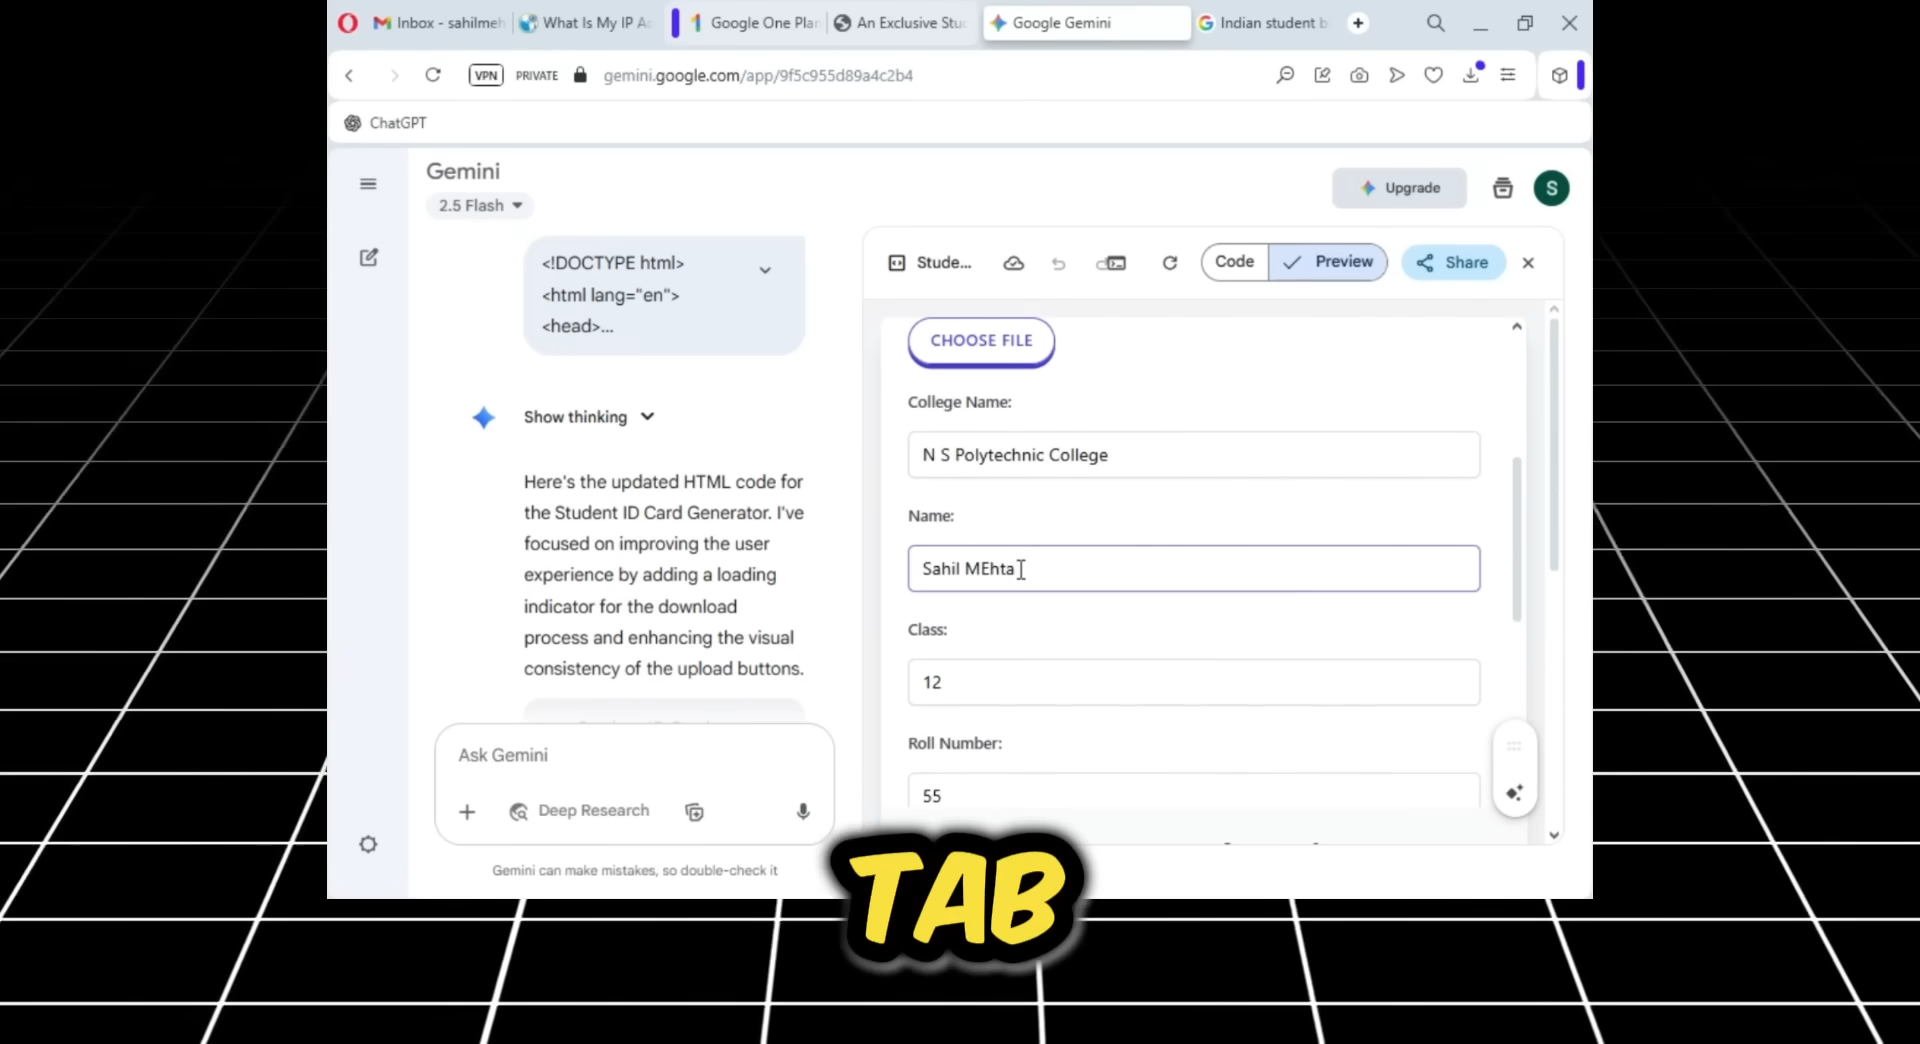 Inbox - sahilmeh
What Is My IP A
Google One Plan
An Exclusive Stu
Google Gemini
Indian student b
VPN
PRIVATE
gemini.google.com/app/9f5c955d89a4c2b4
ChatGPT
Gemini
2.5 Flash
Upgrade
S
<!DOCTYPE html>
<html lang="en">
<head>...
Show thinking
Here's the updated HTML code for
the Student ID Card Generator. I've
focused on improving the user
experience by adding a loading
indicator for the download
process and enhancing the visual
consistency of the upload buttons.
Ask Gemini
Deep Research
Gemini can make mistakes, so double-check it
Stude...
Code
Preview
Share
CHOOSE FILE
College Name:
N S Polytechnic College
Name:
Sahil MEhta
Class:
12
Roll Number:
55
TAB